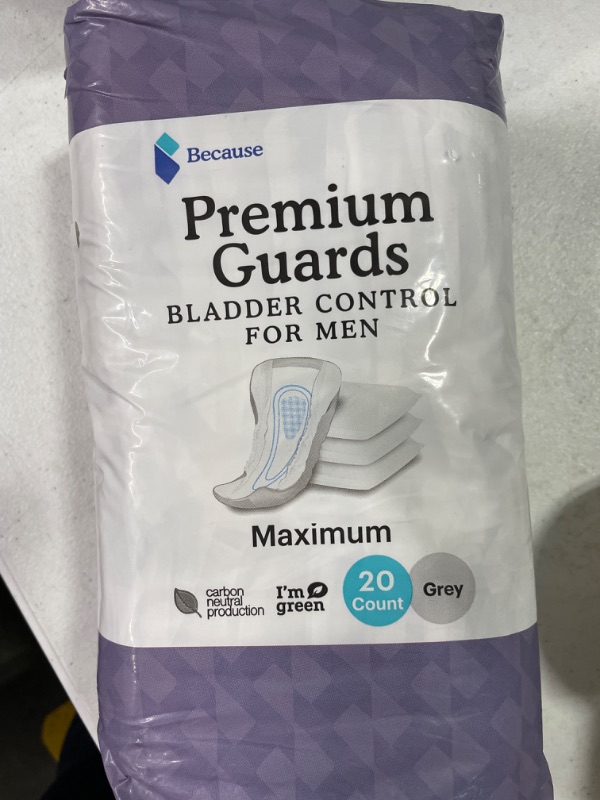 Because
Premium
Guards
BLADDER CONTROL
FOR MEN
Maximum
carbon
neutral
production
I'm
green
20
Count
Grey